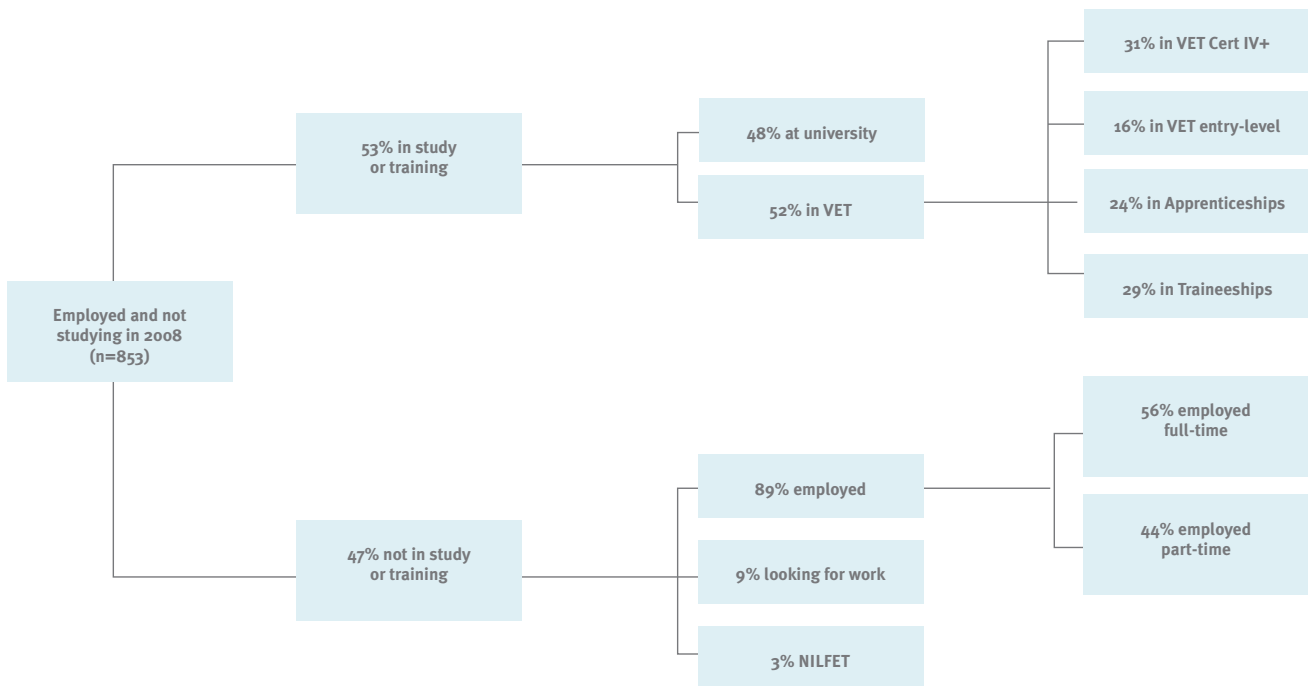 31% in VET Cert IV+
16% in VET entry-level
48% at university
53% in study
or training
52% in VET
24% in Apprenticeships
29% in Traineeships
Employed and not
studying in 2008
(n=853)
56% employed
full-time
89% employed
44% employed
part-time
47% not in study
or training
9% looking for work
3% NILFET